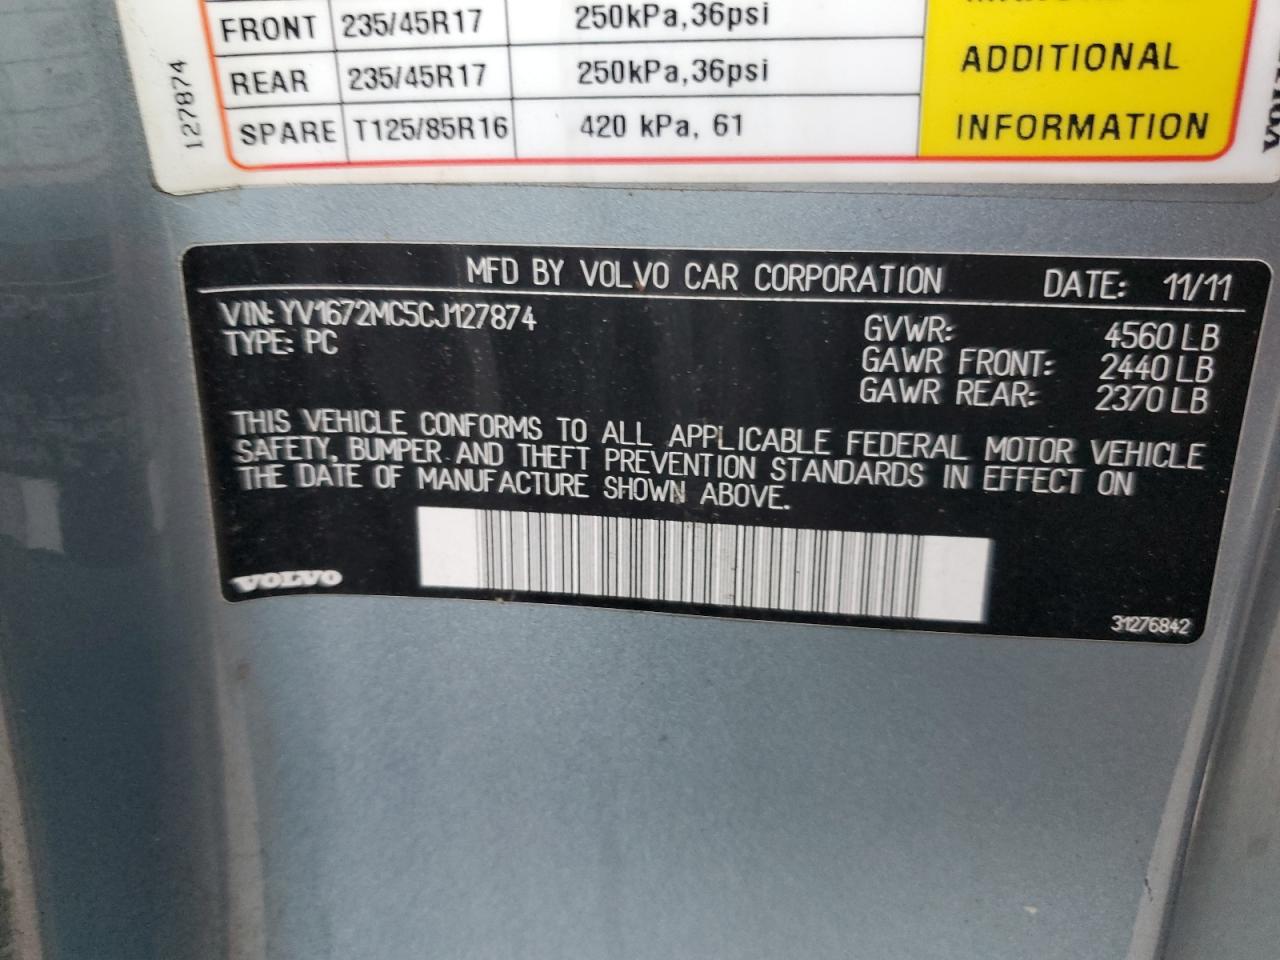 FRONT 235/45R17 250kPa,36psi
REAR 235/45R17 250kPa,36psi
SPARE T125/85R16 420 kPa, 61
ADDITIONAL
INFORMATION
127874
VOLVO
MFD BY VOLVO CAR CORPORATION DATE: 11/11
VIN: YV1672MC5CJ127874
TYPE: PC
GVWR: 4560 LB
GAWR FRONT: 2440 LB
GAWR REAR: 2370 LB
THIS VEHICLE CONFORMS TO ALL APPLICABLE FEDERAL MOTOR VEHICLE
SAFETY, BUMPER AND THEFT PREVENTION STANDARDS IN EFFECT ON
THE DATE OF MANUFACTURE SHOWN ABOVE.
VOLVO
31276842